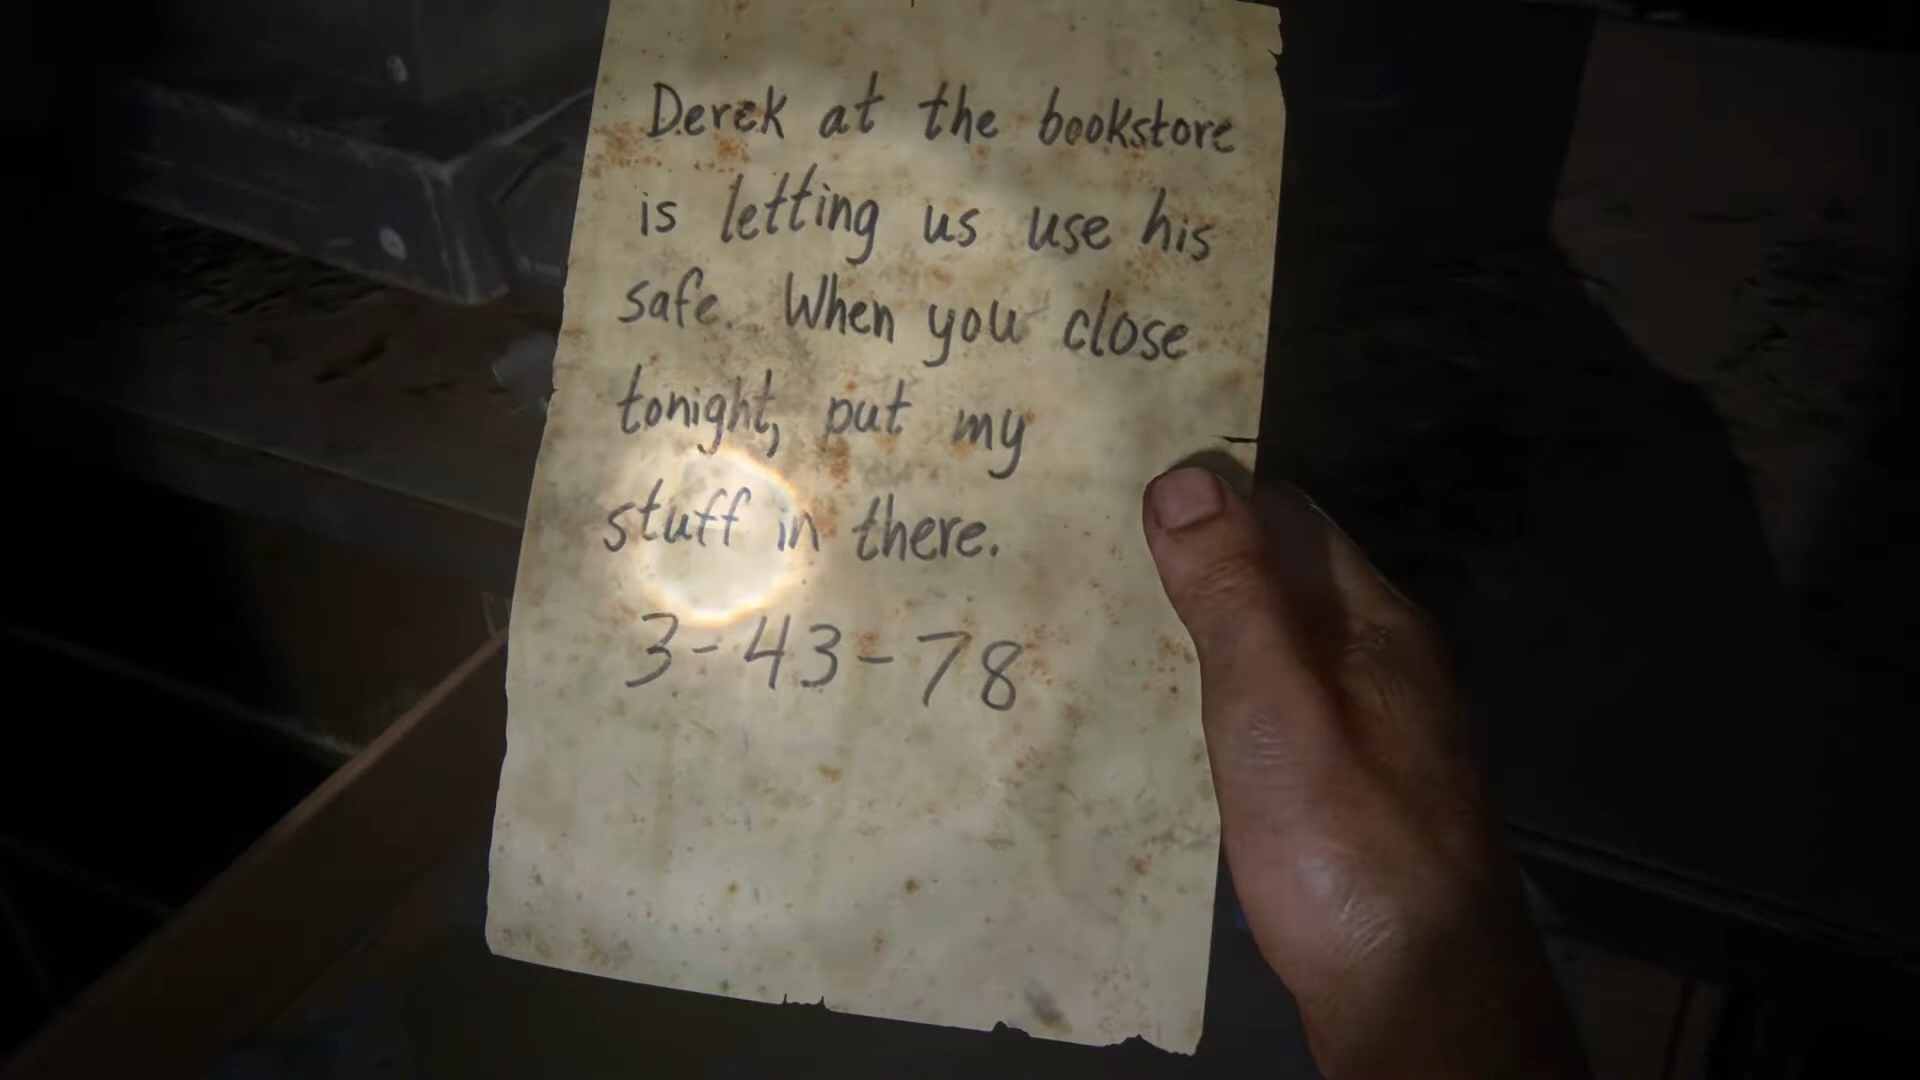 Derek at the bookstore
is letting us use his
safe. When you close
tonight, put my
stuff in there.
3-43-78